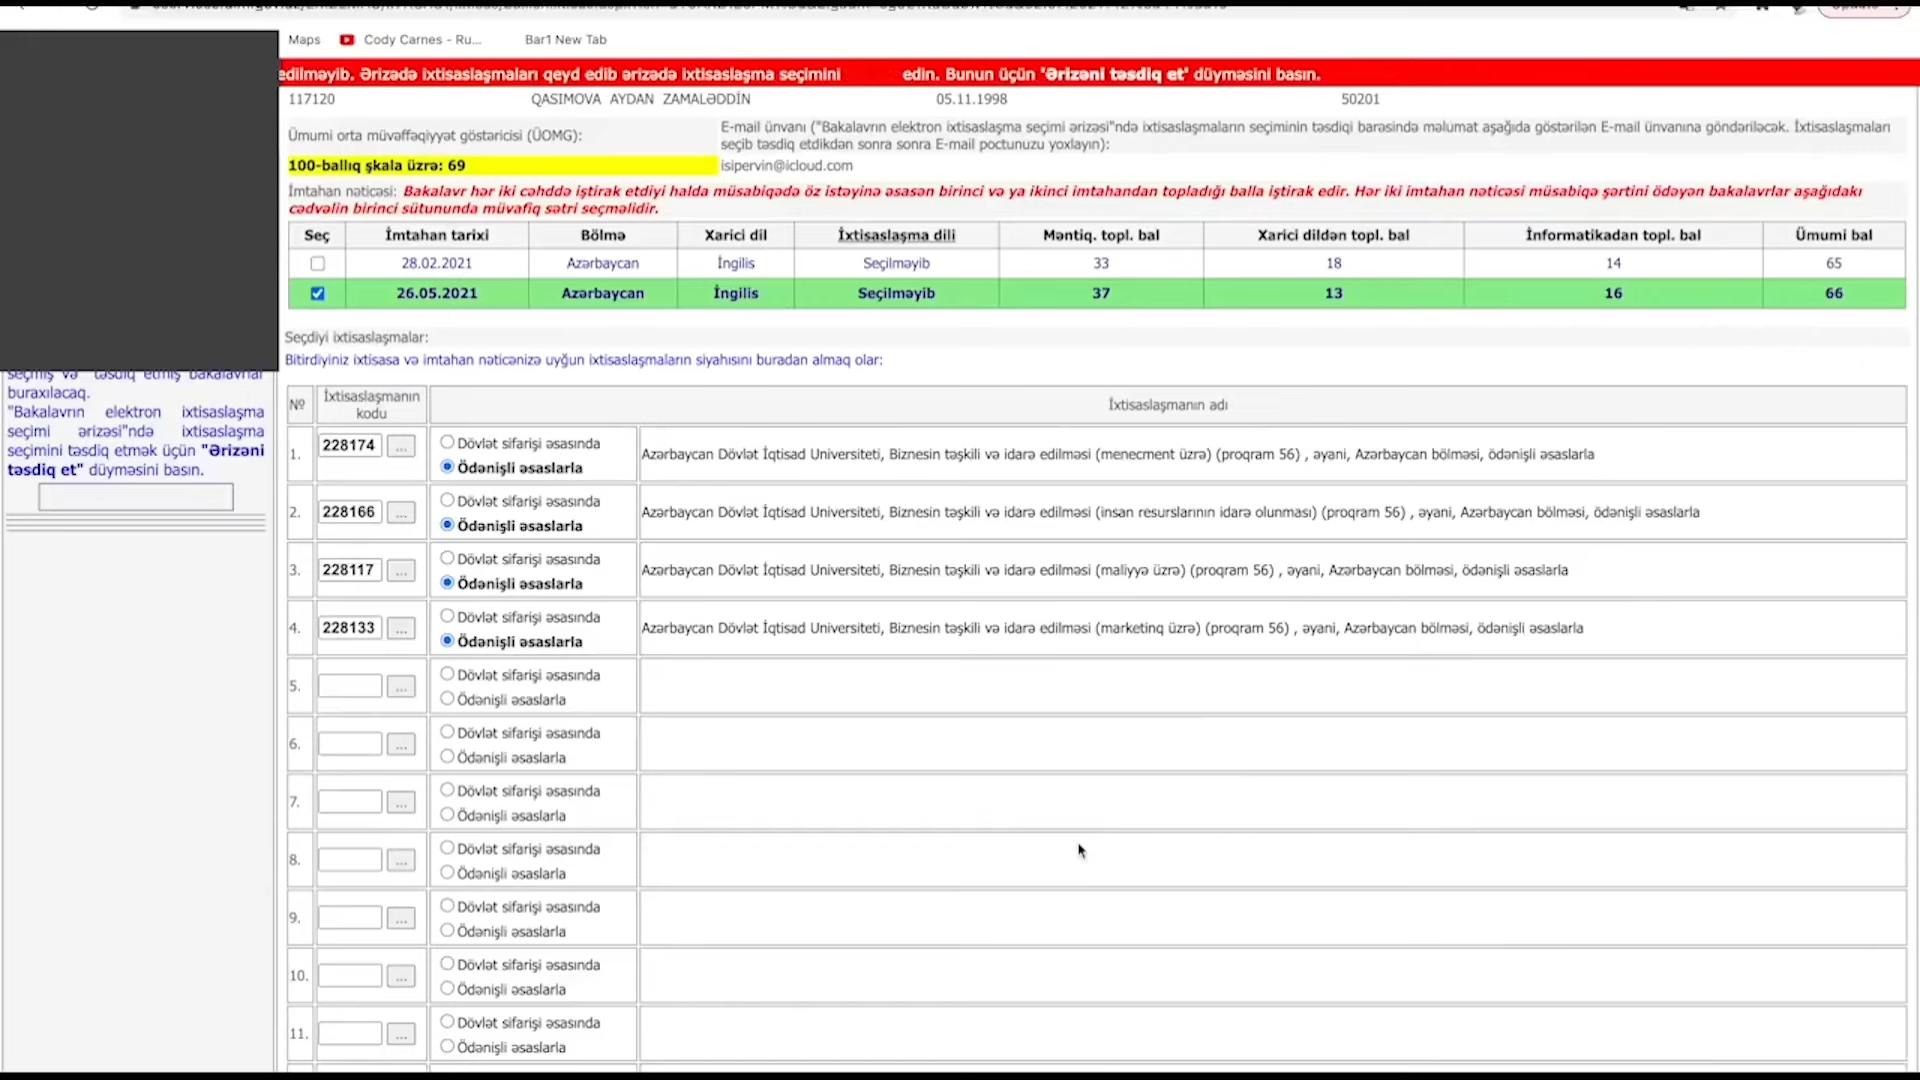 Maps
Cody Carnes - Ru...
Bar1 New Tab
edilməyib. Ərizədə ixtisaslaşmaları qeyd edib ərizədə ixtisaslaşma seçimini edin. Bunun üçün "Ərizəni təsdiq et" düyməsini basın.
117120 QASIMOVA AYDAN ZAMALƏDDİN 05.11.1998 50201
Ümumi orta müvəffəqiyyət göstəricisi (ÜOMG):
100-ballıq şkala üzrə: 69
E-mail ünvanı ("Bakalavrın elektron ixtisaslaşma seçimi ərizəsi"ndə ixtisaslaşmaların seçiminin təsdiqi barəsində məlumat aşağıda göstərilən E-mail ünvanına göndəriləcək. İxtisaslaşmaları
seçib təsdiq etdikdən sonra sonra E-mail poctunuzu yoxlayın):
isipervin@icloud.com
İmtahan nəticəsi: Bakalavr hər iki cəhddə iştirak etdiyi halda müsabiqədə öz istəyinə əsasən birinci və ya ikinci imtahandan topladığı balla iştirak edir. Hər iki imtahan nəticəsi müsabiqə şərtini ödəyən bakalavrlar aşağıdakı
cədvəlin birinci sütununda müvafiq sətri seçməlidir.
Seç İmtahan tarixi Bölmə Xarici dil İxtisaslaşma dili Məntiq. topl. bal Xarici dildən topl. bal İnformatikadan topl. bal Ümumi bal
28.02.2021 Azərbaycan İngilis Seçilməyib 33 18 14 65
26.05.2021 Azərbaycan İngilis Seçilməyib 37 13 16 66
Seçdiyi ixtisaslaşmalar:
Bitirdiyiniz ixtisasa və imtahan nəticənizə uyğun ixtisaslaşmaların siyahısını buradan almaq olar:
seçmiş və təsdiq etmiş bakalavrlar
buraxılacaq.
"Bakalavrın elektron ixtisaslaşma
seçimi ərizəsi"ndə ixtisaslaşma
seçimini təsdiq etmək üçün "Ərizəni
təsdiq et" düyməsini basın.
Nº İxtisaslaşmanın kodu İxtisaslaşmanın adı
1. 228174 ... Dövlət sifarişi əsasında
Ödənişli əsaslarla
Azərbaycan Dövlət İqtisad Universiteti, Biznesin təşkili və idarə edilməsi (menecment üzrə) (proqram 56) , əyani, Azərbaycan bölməsi, ödənişli əsaslarla
2. 228166 ... Dövlət sifarişi əsasında
Ödənişli əsaslarla
Azərbaycan Dövlət İqtisad Universiteti, Biznesin təşkili və idarə edilməsi (insan resurslarının idarə olunması) (proqram 56) , əyani, Azərbaycan bölməsi, ödənişli əsaslarla
3. 228117 ... Dövlət sifarişi əsasında
Ödənişli əsaslarla
Azərbaycan Dövlət İqtisad Universiteti, Biznesin təşkili və idarə edilməsi (maliyyə üzrə) (proqram 56) , əyani, Azərbaycan bölməsi, ödənişli əsaslarla
4. 228133 ... Dövlət sifarişi əsasında
Ödənişli əsaslarla
Azərbaycan Dövlət İqtisad Universiteti, Biznesin təşkili və idarə edilməsi (marketinq üzrə) (proqram 56) , əyani, Azərbaycan bölməsi, ödənişli əsaslarla
5. ... Dövlət sifarişi əsasında
Ödənişli əsaslarla
6. ... Dövlət sifarişi əsasında
Ödənişli əsaslarla
7. ... Dövlət sifarişi əsasında
Ödənişli əsaslarla
8. ... Dövlət sifarişi əsasında
Ödənişli əsaslarla
9. ... Dövlət sifarişi əsasında
Ödənişli əsaslarla
10. ... Dövlət sifarişi əsasında
Ödənişli əsaslarla
11. ... Dövlət sifarişi əsasında
Ödənişli əsaslarla